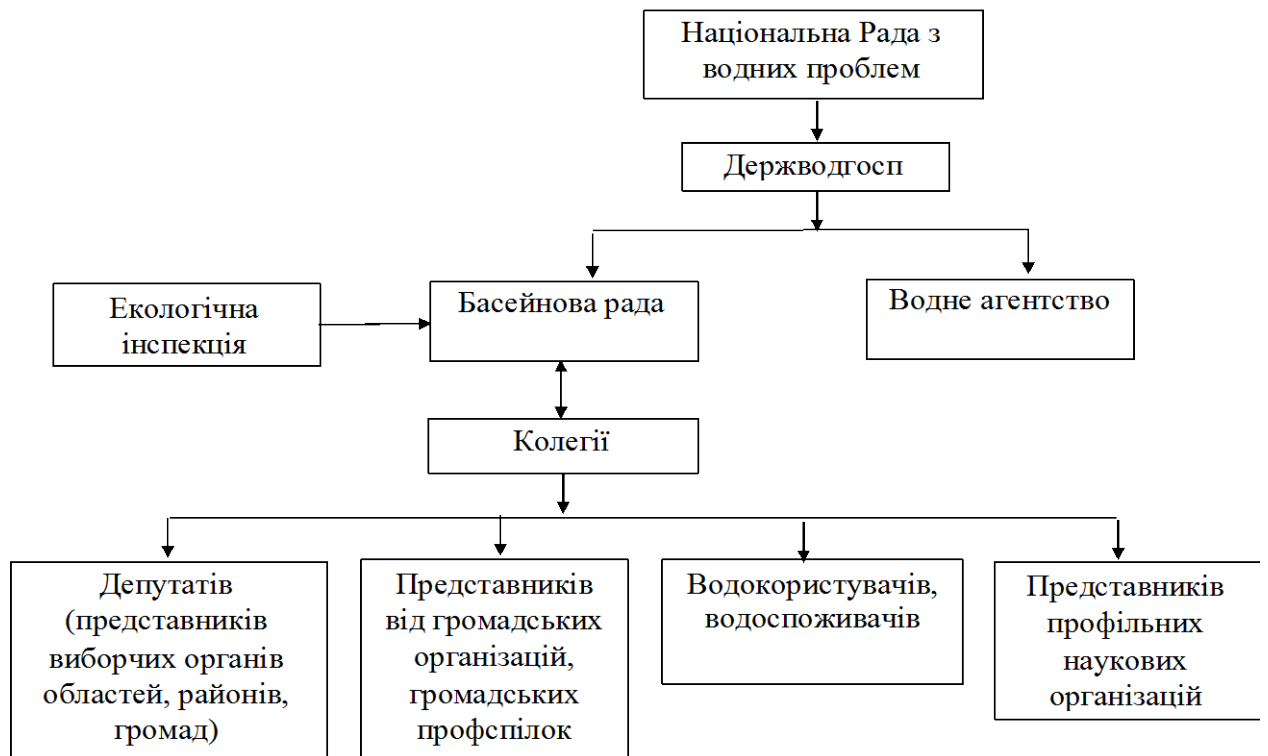 Національна Рада з
водних проблем
Держводгосп
Екологічна
інспекція
Басейнова рада
Водне агентство
Колегії
Депутатів
(представників
виборчих органів
областей, районів,
громад)
Представників
від громадських
організацій,
громадських
профспілок
Водокористувачів,
водоспоживачів
Представників
профільних
наукових
організацій